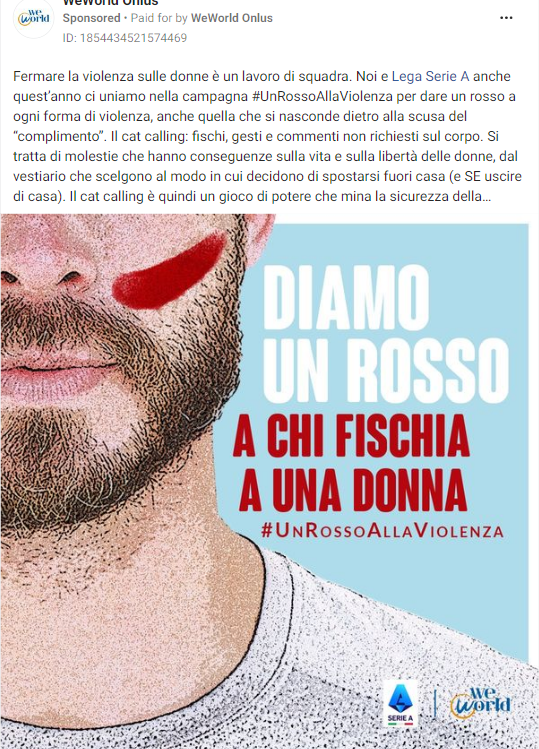 WeWorld Onlus
we
world
Sponsored • Paid for by WeWorld Onlus
ID: 1854434521574469
Fermare la violenza sulle donne è un lavoro di squadra. Noi e Lega Serie A anche
quest'anno ci uniamo nella campagna #UnRossoAllaViolenza per dare un rosso a
ogni forma di violenza, anche quella che si nasconde dietro alla scusa del
“complimento”. Il cat calling: fischi, gesti e commenti non richiesti sul corpo. Si
tratta di molestie che hanno conseguenze sulla vita e sulla libertà delle donne, dal
vestiario che scelgono al modo in cui decidono di spostarsi fuori casa (e SE uscire
di casa). Il cat calling è quindi un gioco di potere che mina la sicurezza della…
DIAMO
UN ROSSO
A CHI FISCHIA
A UNA DONNA
#UnRossoAllaViolenza
SERIE A
we
world